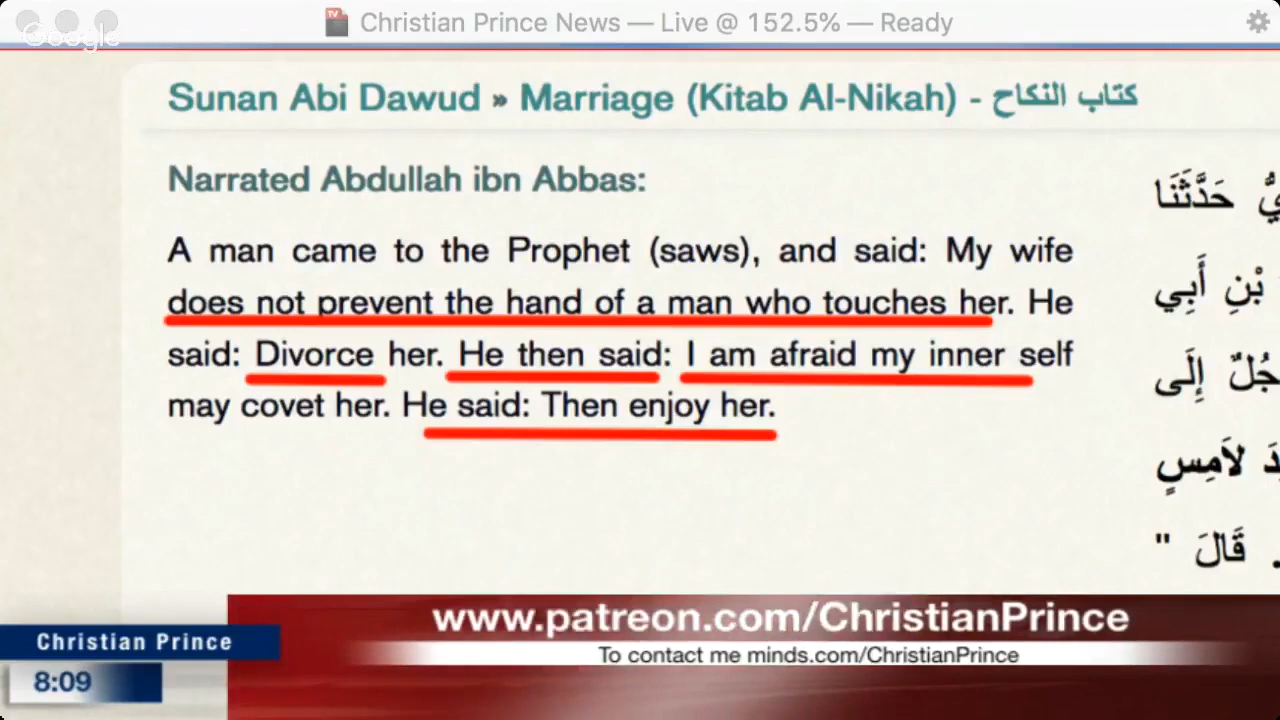 Christian Prince News — Live @ 152.5% — Ready
Google
Sunan Abi Dawud » Marriage (Kitab Al-Nikah) - كتاب النكاح
Narrated Abdullah ibn Abbas:
A man came to the Prophet (saws), and said: My wife
does not prevent the hand of a man who touches her. He
said: Divorce her. He then said: I am afraid my inner self
may covet her. He said: Then enjoy her.
حَدَّثَنَا
بْنِ أَبِي
إِلَى
لاَمِسٍ
قَالَ "
www.patreon.com/ChristianPrince
To contact me minds.com/ChristianPrince
Christian Prince
8:09